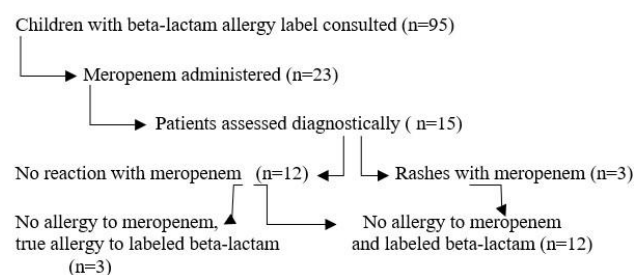 Children with beta-lactam allergy label consulted (n=95)
Meropenem administered (n=23)
Patients assessed diagnostically ( n=15)
No reaction with meropenem (n=12)
Rashes with meropenem (n=3)
No allergy to meropenem,
true allergy to labeled beta-lactam
(n=3)
No allergy to meropenem
and labeled beta-lactam (n=12)